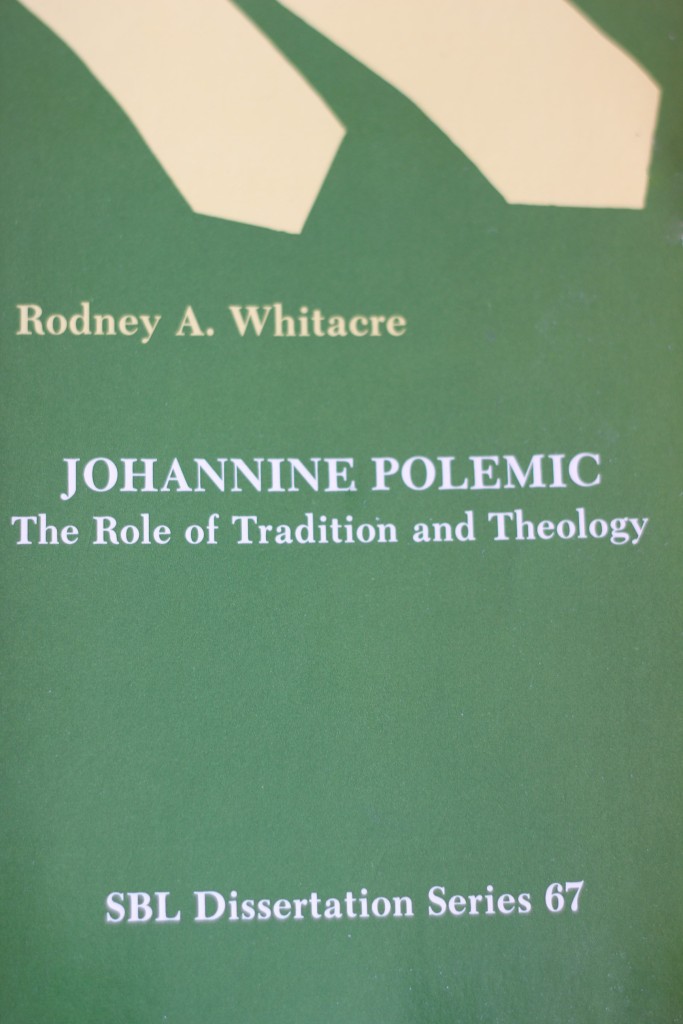 Rodney A. Whitacre
JOHANNINE POLEMIC
The Role of Tradition and Theology
SBL Dissertation Series 67